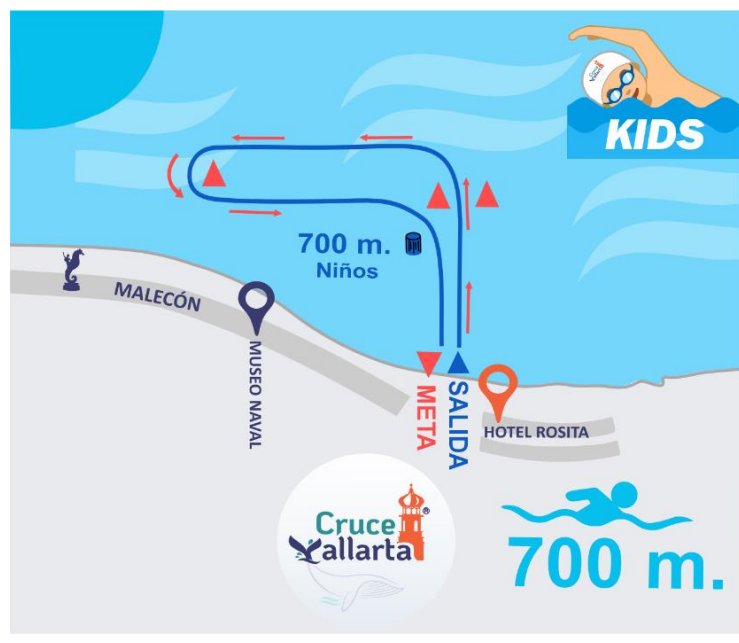 KIDS
700 m.
Niños
MALECÓN
MUSEO NAVAL
META
SALIDA
HOTEL ROSITA
Cruce
Vallarta®
700 m.